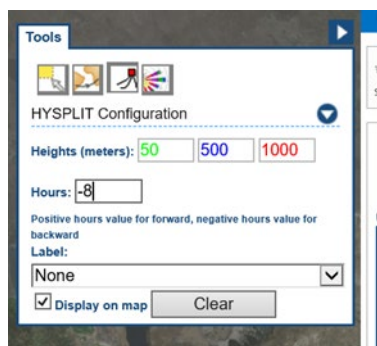 Tools
HYSPLIT Configuration
Heights (meters): 50 500 1000
Hours: -8
Positive hours value for forward, negative hours value for
backward
Label:
None
Display on map Clear